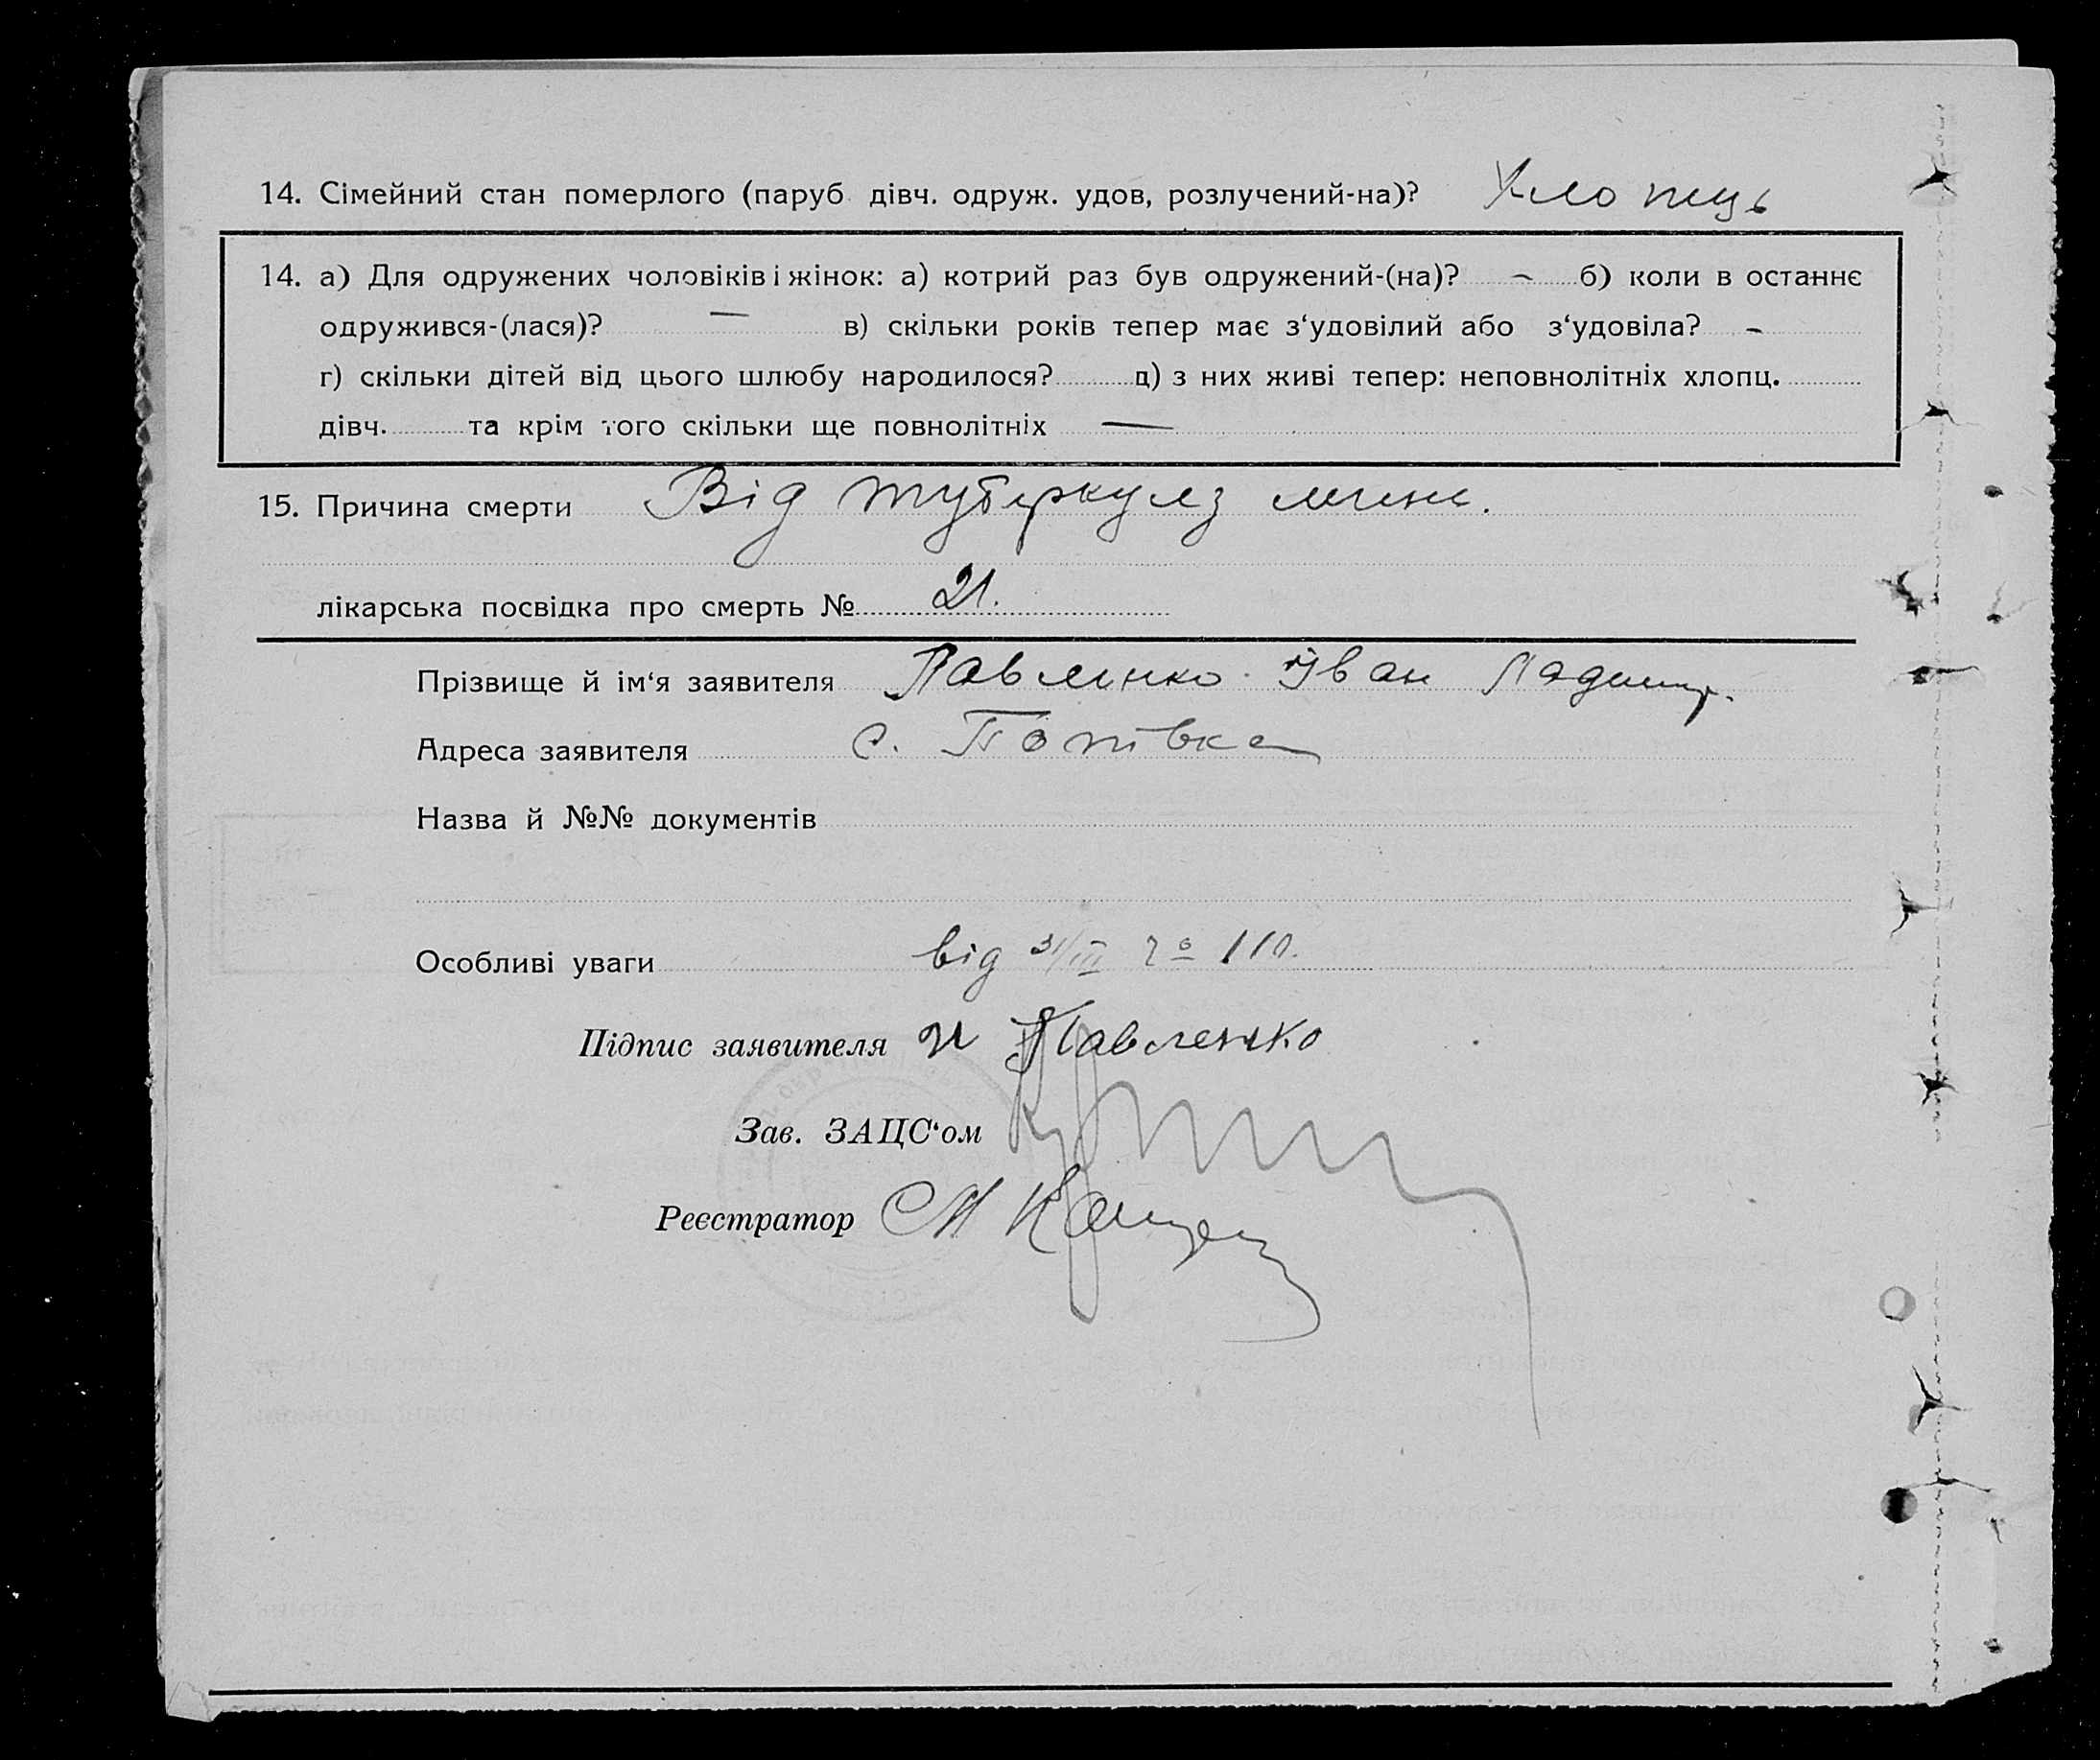 14. Сімейний стан померлого (паруб. дівч. одруж. удов, розлучений-на)? Хлопець
14. а) Для одружених чоловіків і жінок: а) котрий раз був одружений-(на)? – б) коли в останнє
одружився-(лася)? — в) скільки років тепер має з‘удовілий або з‘удовіла? –
г) скільки дітей від цього шлюбу народилося? д) з них живі тепер: неповнолітніх хлопц.
дівч. та крім того скільки ще повнолітніх —
15. Причина смерти Від туберкулз легень.
лікарська посвідка про смерть № 21.
Прізвище й ім‘я заявителя Павленко Іван
Адреса заявителя с. Попівка
Назва й №№ документів
Особливі уваги від 31/III 110.
Підпис заявителя И Павленко
Зав. ЗАЦС‘ом
Реєстратор М